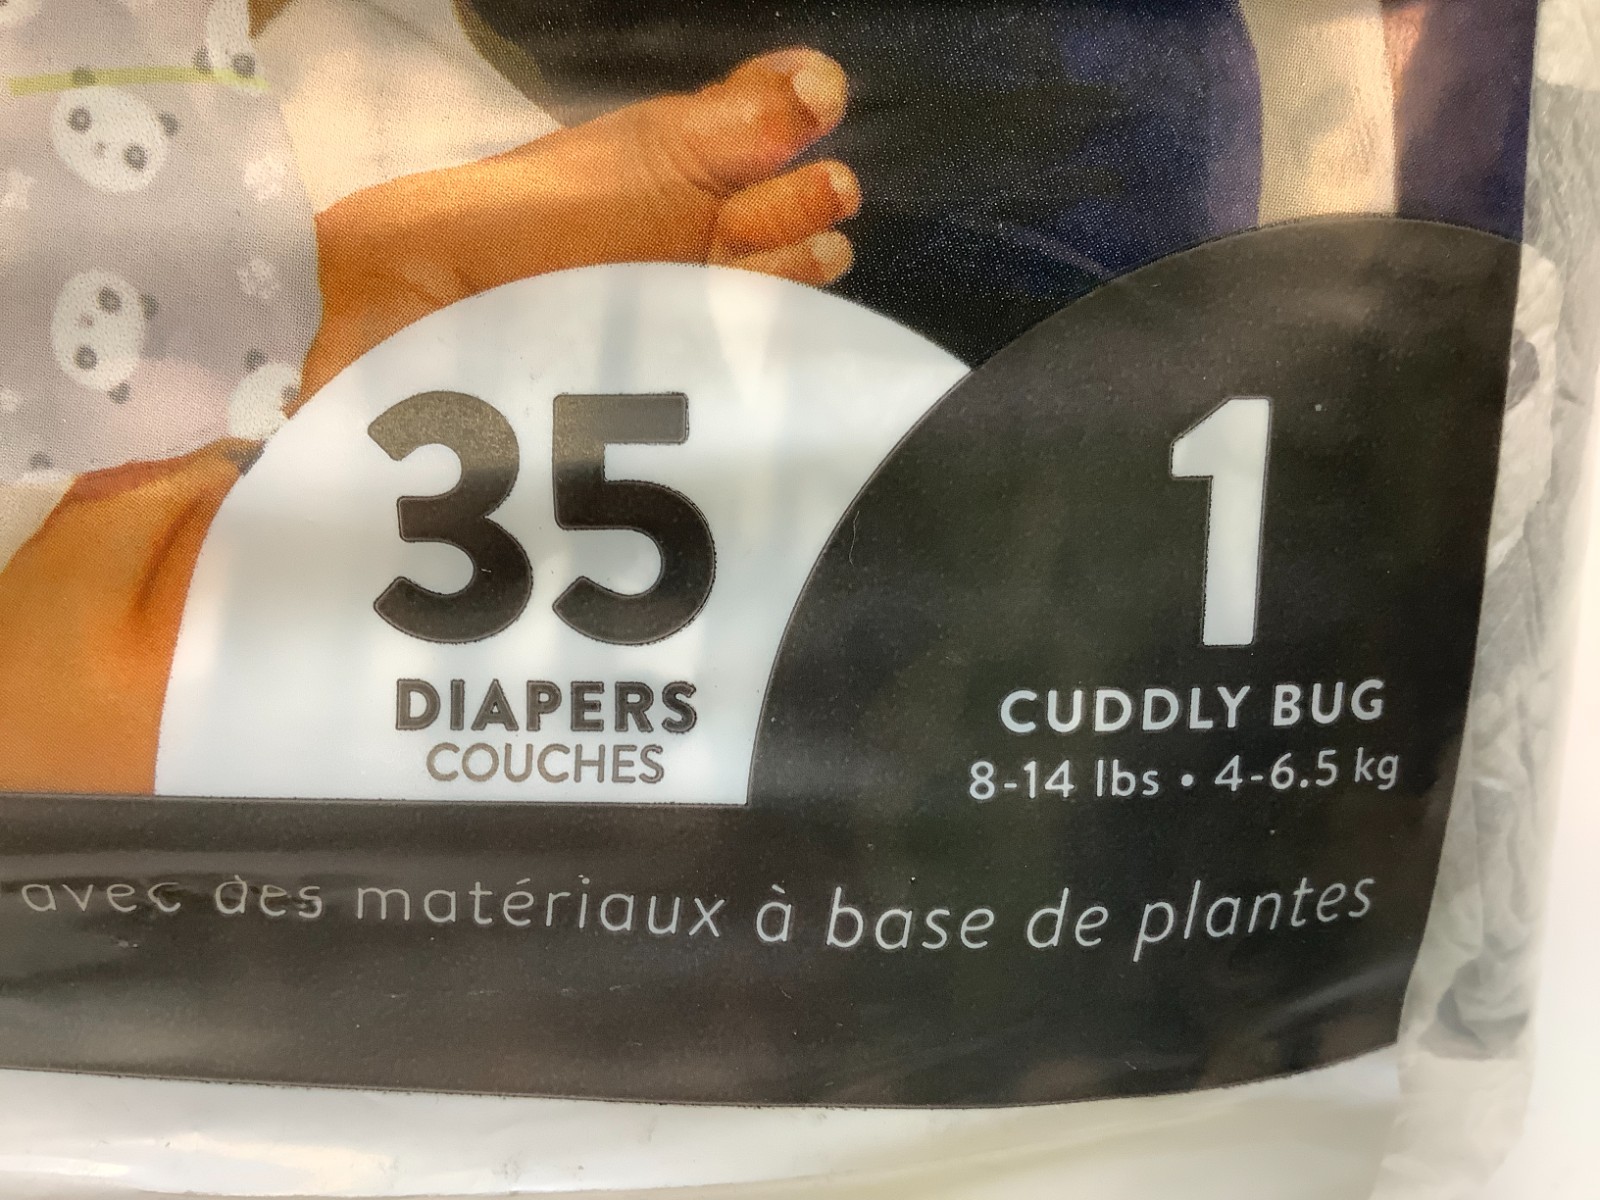 35
DIAPERS
COUCHES
1
CUDDLY BUG
8-14 lbs • 4-6.5 kg
avec des matériaux à base de plantes